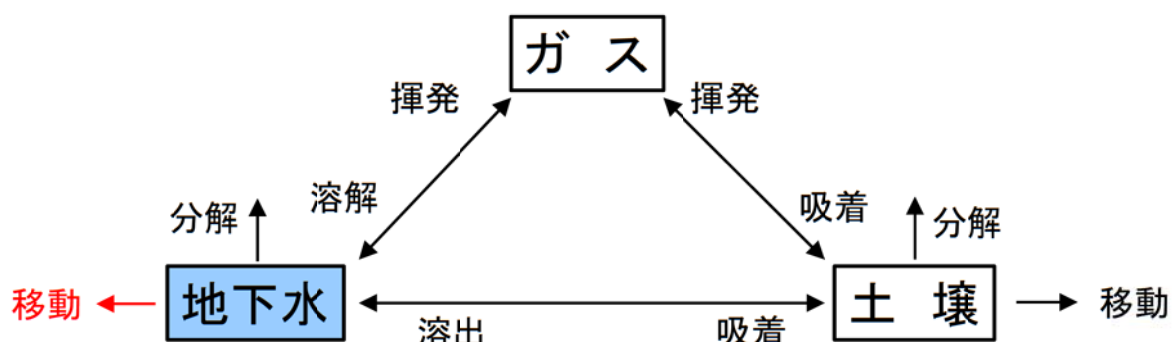 ガ ス
揮発
揮発
溶解
吸着
分解
分解
移動
地下水
土 壌
移動
溶出
吸着